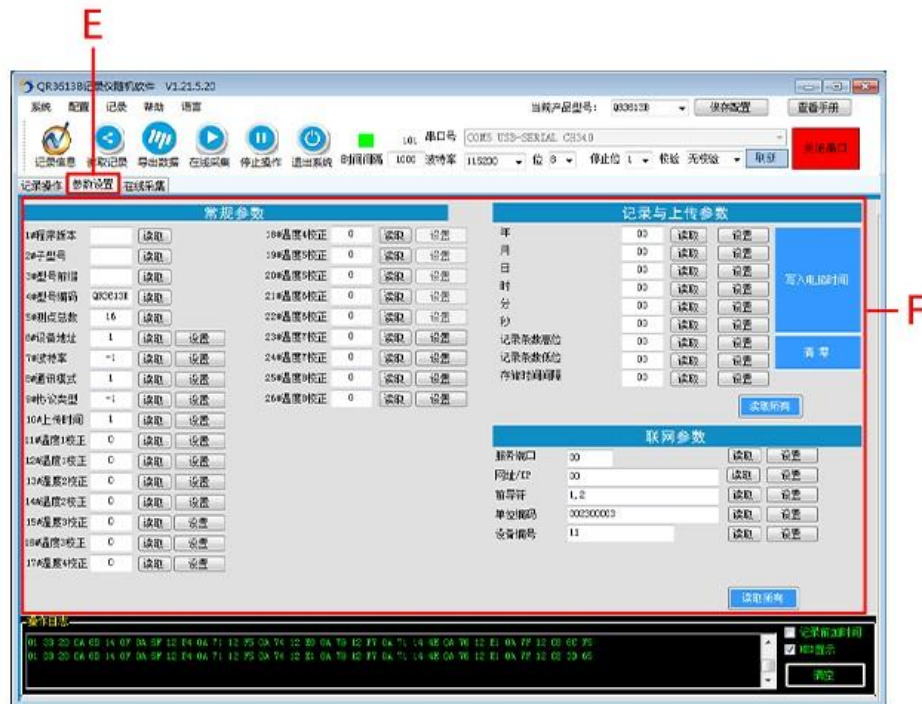 E
QR3613B记录仪随机软件 V1.21.5.20
系统 配置 记录 帮助 语言 当前产品型号: QR3613B 保存配置 查看手册
记录信息 读取记录 导出数据 在线采集 停止操作 退出系统 时间间隔 1000 波特率 115200 位 8 停止位 1 校验 无校验 刷新
串口号 COM5 USB-SERIAL CH340
记录操作 参数设置 在线采集
F
常规参数
1#程序版本 读取
2#子型号 读取
3#型号前缀 读取
4#型号编码 QR3613B 读取
5#测点总数 16 读取
6#设备地址 1 读取 设置
7#波特率 -1 读取 设置
8#通讯模式 1 读取 设置
9#协议类型 -1 读取 设置
10#上传时间 1 读取 设置
11#温度1校正 0 读取 设置
12#湿度1校正 0 读取 设置
13#温度2校正 0 读取 设置
14#湿度2校正 0 读取 设置
15#温度3校正 0 读取 设置
16#湿度3校正 0 读取 设置
17#温度4校正 0 读取 设置
18#湿度4校正 0 读取 设置
19#温度5校正 0 读取 设置
20#湿度5校正 0 读取 设置
21#温度6校正 0 读取 设置
22#湿度6校正 0 读取 设置
23#温度7校正 0 读取 设置
24#湿度7校正 0 读取 设置
25#温度8校正 0 读取 设置
26#湿度8校正 0 读取 设置
记录与上传参数
年 00 读取 设置
月 00 读取 设置
日 00 读取 设置
时 00 读取 设置
分 00 读取 设置
秒 00 读取 设置
记录条数高位 00 读取 设置
记录条数低位 00 读取 设置
存储时间间隔 00 读取 设置
写入电脑时间
清零
读取所有
联网参数
服务端口 00 读取 设置
网址/IP 00 读取 设置
前导符 1,2 读取 设置
单位编码 002300003 读取 设置
设备编号 11 读取 设置
读取所有
操作日志
记录前加时间
显示
清空